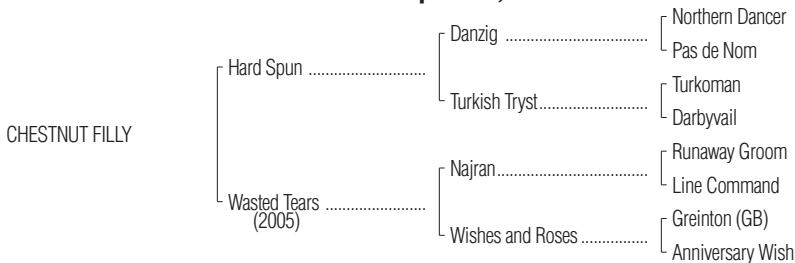 Northern Dancer
Danzig ................................................
Pas de Nom
Hard Spun ............................
Turkoman
Turkish Tryst....................................
Darbyvail
CHESTNUT FILLY
Runaway Groom
Najran..................................................
Line Command
Wasted Tears ........................
(2005)
Greinton (GB)
Wishes and Roses ................
Anniversary Wish